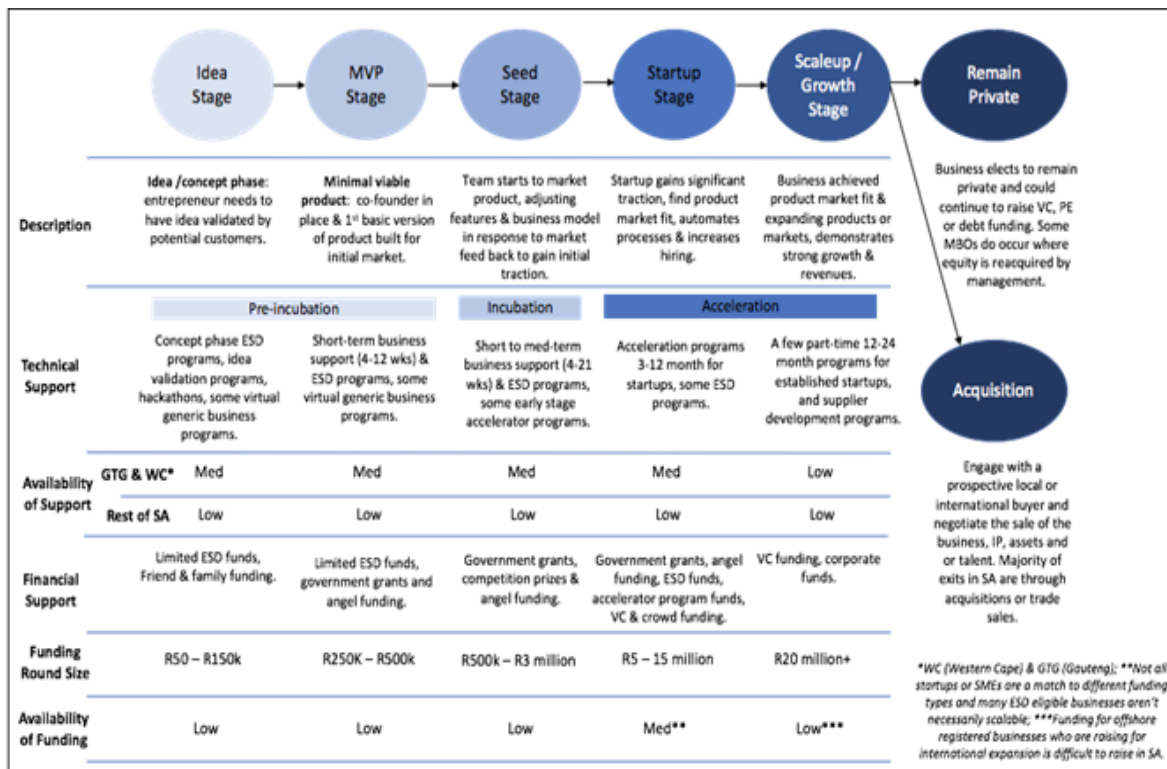 Idea
Stage
MVP
Stage
Seed
Stage
Startup
Stage
Scaleup /
Growth
Stage
Remain
Private
Description
Idea /concept phase:
entrepreneur needs to
have idea validated by
potential customers.
Minimal viable
product: co-founder in
place & 1st basic version
of product built for
initial market.
Team starts to market
product, adjusting
features & business model
in response to market
feed back to gain initial
traction.
Startup gains significant
traction, find product
market fit, automates
processes & increases
hiring.
Business achieved
product market fit &
expanding products or
markets, demonstrates
strong growth &
revenues.
Business elects to remain
private and could
continue to raise VC, PE
or debt funding. Some
MBOs do occur where
equity is reacquired by
management.
Pre-incubation
Incubation
Acceleration
Technical
Support
Concept phase ESD
programs, idea
validation programs,
hackathons, some virtual
generic business
programs.
Short-term business
support (4-12 wks) &
ESD programs, some
virtual generic business
programs.
Short to med-term
business support (4-21
wks) & ESD programs,
some early stage
accelerator programs.
Acceleration programs
3-12 month for
startups, some ESD
programs.
A few part-time 12-24
month programs for
established startups,
and supplier
development programs.
Acquisition
Availability
of Support
GTG & WC*
Med
Med
Med
Med
Low
Rest of SA
Low
Low
Low
Low
Low
Engage with a
prospective local or
international buyer and
negotiate the sale of the
business, IP, assets and
or talent. Majority of
exits in SA are through
acquisitions or trade
sales.
Financial
Support
Limited ESD funds,
Friend & family funding.
Limited ESD funds,
government grants and
angel funding.
Government grants,
competition prizes &
angel funding.
Government grants, angel
funding, ESD funds,
accelerator program funds,
VC & crowd funding.
VC funding, corporate
funds.
Funding
Round Size
R50 – R150k
R250K – R500k
R500k – R3 million
R5 – 15 million
R20 million+
Availability
of Funding
Low
Low
Low
Med**
Low***
*WC (Western Cape) & GTG (Gauteng); **Not all
startups or SMEs are a match to different funding
types and many ESD eligible businesses aren't
necessarily scalable; ***Funding for offshore
registered businesses who are raising for
international expansion is difficult to raise in SA.